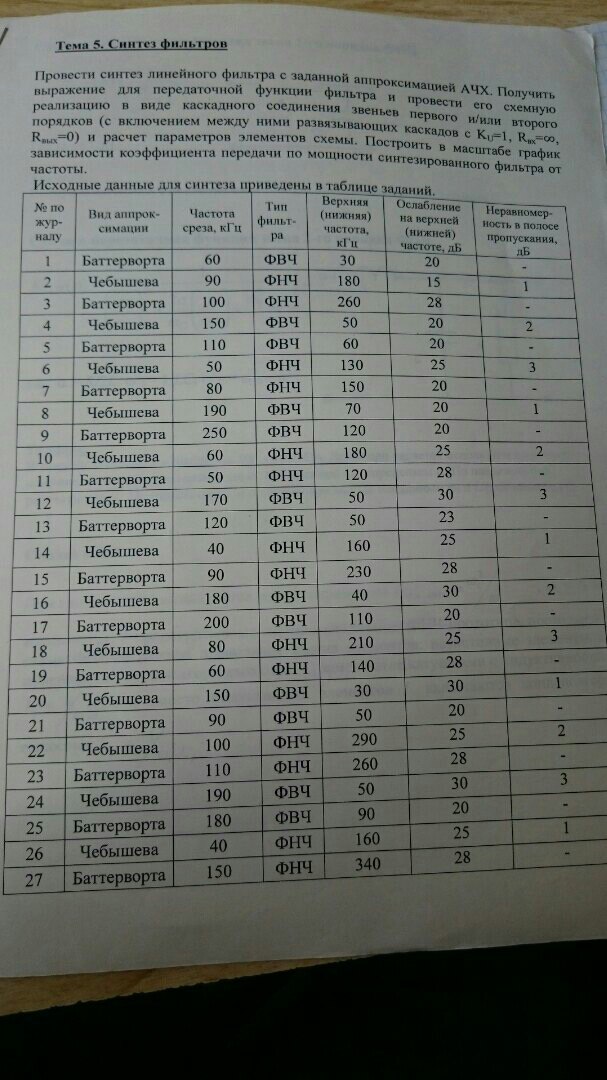 Тема 5. Синтез фильтров
Провести синтез линейного фильтра с заданной аппроксимацией АЧХ. Получить
выражение для передаточной функции фильтра и провести его схемную
реализацию в виде каскадного соединения звеньев первого и/или второго
порядков (с включением между ними развязывающих каскадов с KU=1, Rвх=∞,
Rвых=0) и расчет параметров элементов схемы. Построить в масштабе график
зависимости коэффициента передачи по мощности синтезированного фильтра от
частоты.
Исходные данные для синтеза приведены в таблице заданий.
№ по жур- налу | Вид аппрок- симации | Частота среза, кГц | Тип фильт- ра | Верхняя (нижняя) частота, кГц | Ослабление на верхней (нижней) частоте, дБ | Неравномер- ность в полосе пропускания, дБ
1 Баттерворта 60 ФВЧ 30 20 -
2 Чебышева 90 ФНЧ 180 15 1
3 Баттерворта 100 ФНЧ 260 28 -
4 Чебышева 150 ФВЧ 50 20 2
5 Баттерворта 110 ФВЧ 60 20 -
6 Чебышева 50 ФНЧ 130 25 3
7 Баттерворта 80 ФНЧ 150 20 -
8 Чебышева 190 ФВЧ 70 20 1
9 Баттерворта 250 ФВЧ 120 20 -
10 Чебышева 60 ФНЧ 180 25 2
11 Баттерворта 50 ФНЧ 120 28 -
12 Чебышева 170 ФВЧ 50 30 3
13 Баттерворта 120 ФВЧ 50 23 -
14 Чебышева 40 ФНЧ 160 25 1
15 Баттерворта 90 ФНЧ 230 28 -
16 Чебышева 180 ФВЧ 40 30 2
17 Баттерворта 200 ФВЧ 110 20 -
18 Чебышева 80 ФНЧ 210 25 3
19 Баттерворта 60 ФНЧ 140 28 -
20 Чебышева 150 ФВЧ 30 30 1
21 Баттерворта 90 ФВЧ 50 20 -
22 Чебышева 100 ФНЧ 290 25 2
23 Баттерворта 110 ФНЧ 260 28 -
24 Чебышева 190 ФВЧ 50 30 3
25 Баттерворта 180 ФВЧ 90 20 -
26 Чебышева 40 ФНЧ 160 25 1
27 Баттерворта 150 ФНЧ 340 28 -